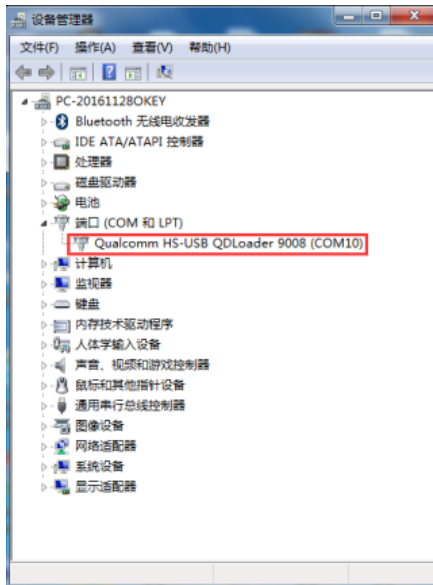 设备管理器
文件(F) 操作(A) 查看(V) 帮助(H)
PC-20161128OKEY
Bluetooth 无线电收发器
IDE ATA/ATAPI 控制器
处理器
磁盘驱动器
电池
端口 (COM 和 LPT)
Qualcomm HS-USB QDLoader 9008 (COM10)
计算机
监视器
键盘
内存技术驱动程序
人体学输入设备
声音、视频和游戏控制器
鼠标和其他指针设备
通用串行总线控制器
图像设备
网络适配器
系统设备
显示适配器